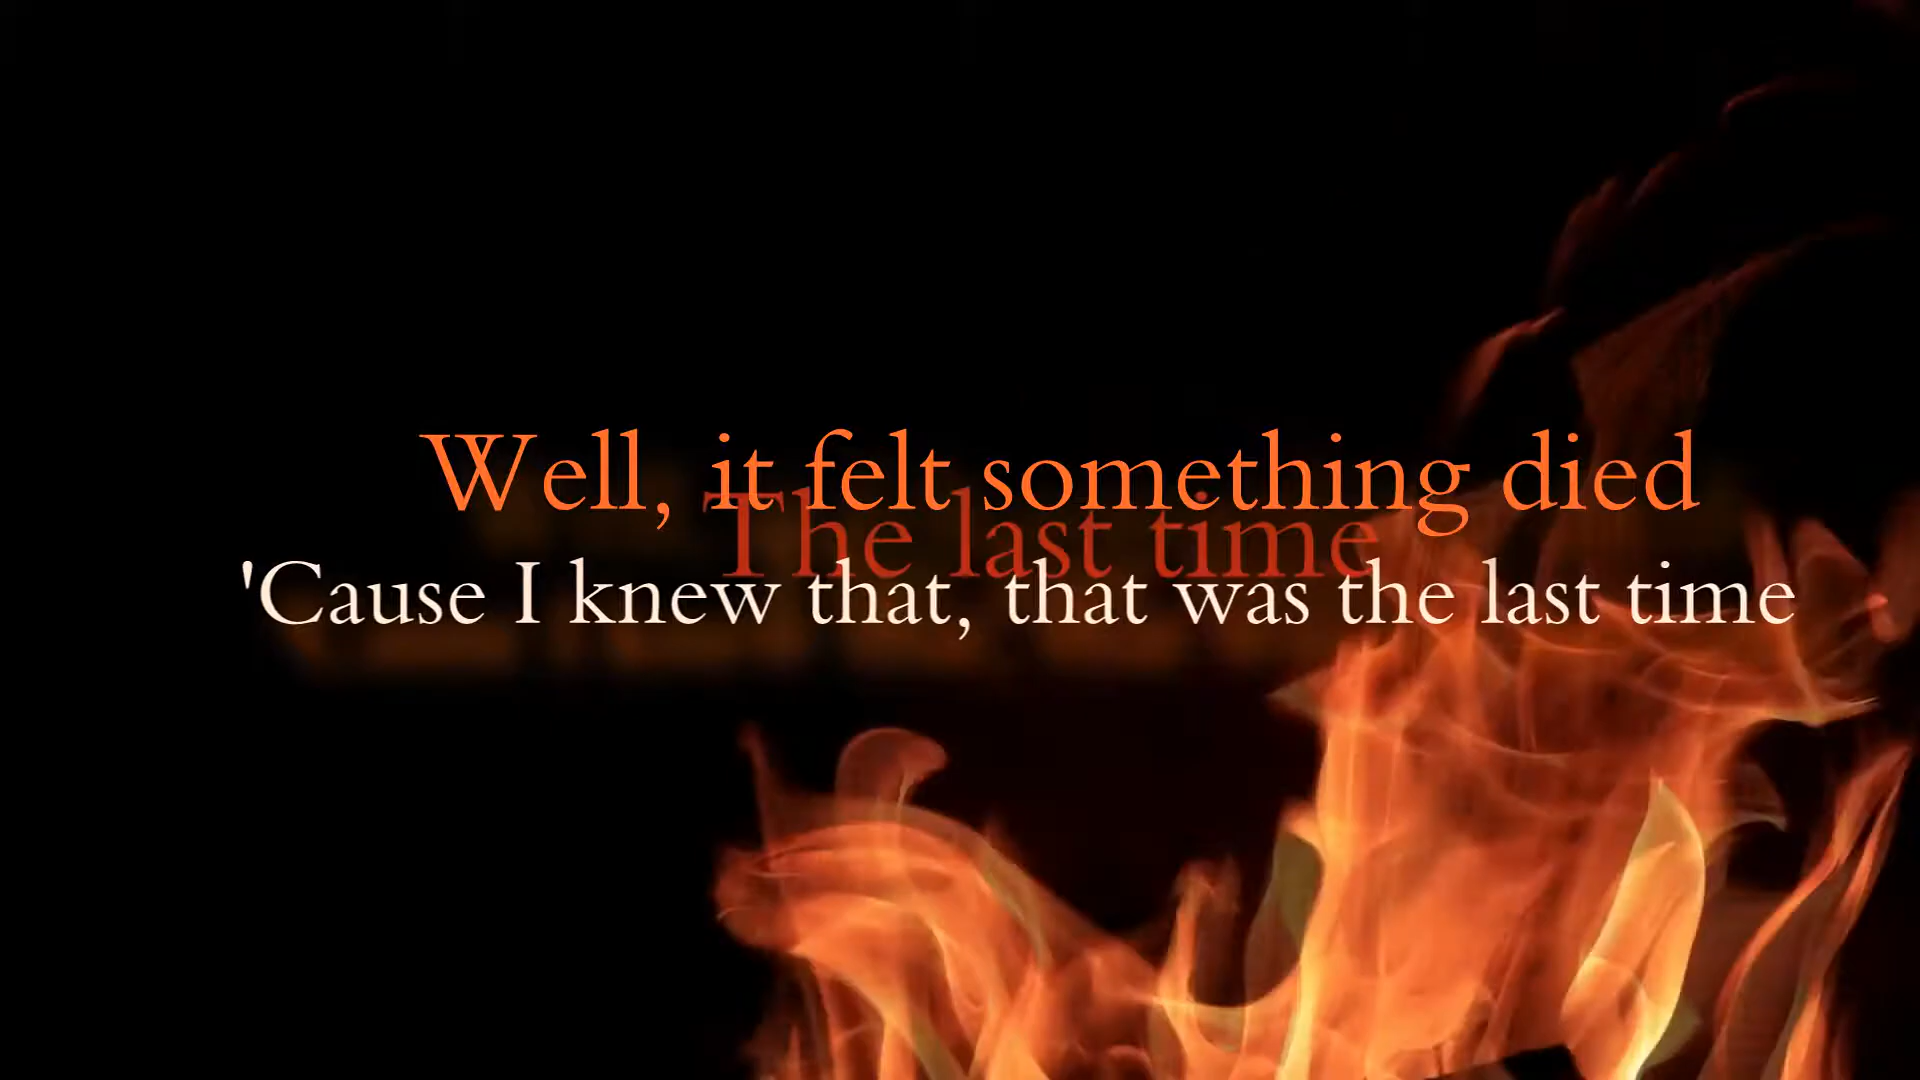 Well, it felt something died
The last time
'Cause I knew that, that was the last time